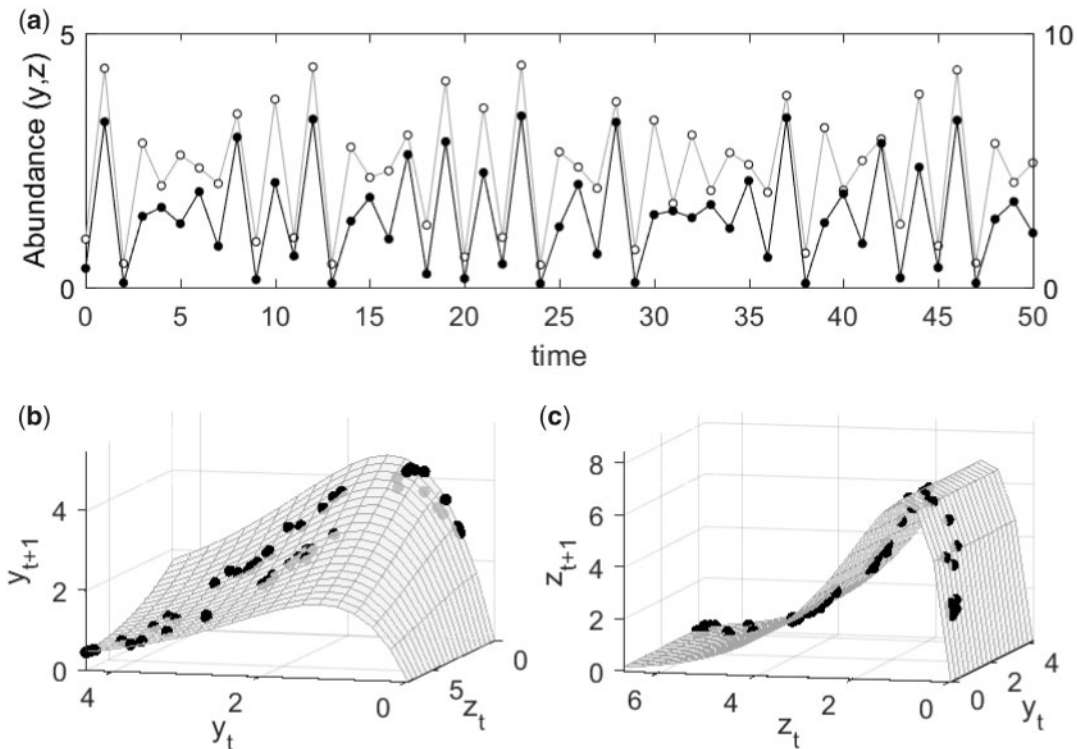 (a)
5
10
Abundance (y,z)
0
0
0 5 10 15 20 25 30 35 40 45 50
time
(b)
(c)
4
2
0
y_{t+1}
4 2 0
y_t
5 0
z_t
8
6
4
2
0
z_{t+1}
6 4 2 0
z_t
0 2 4
y_t